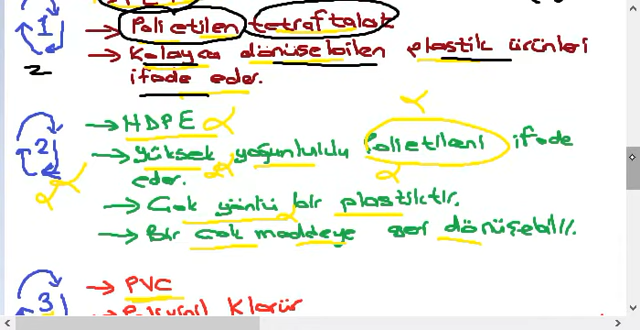 1 → Polietilen tetraftalat
→ Kolayca dönüşebilen plastik ürünleri
ifade eder.
2
2 → HDPE
→ Yüksek yoğunluklu Polietileni ifade
eder.
→ Çok yönlü bir plastiktir.
→ Bir çok maddeye geri dönüşebilir.
3 → PVC
→ Klorür